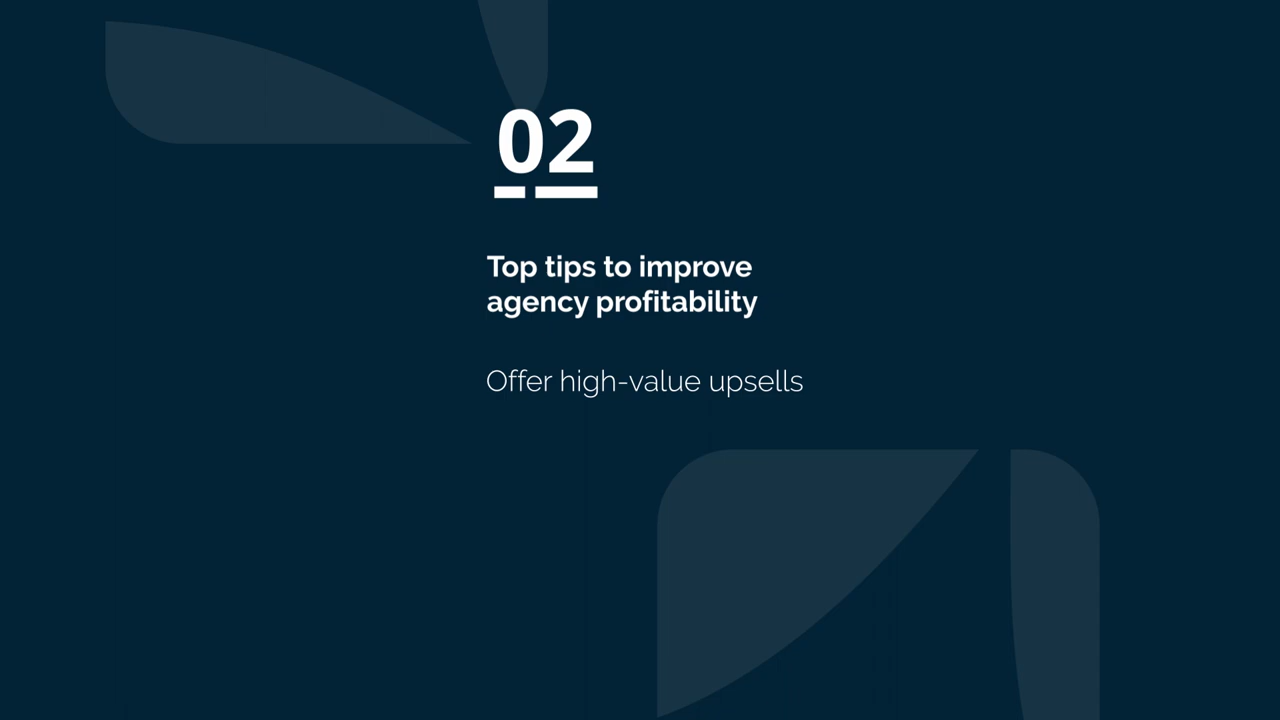 02
Top tips to improve
agency profitability
Offer high-value upsells